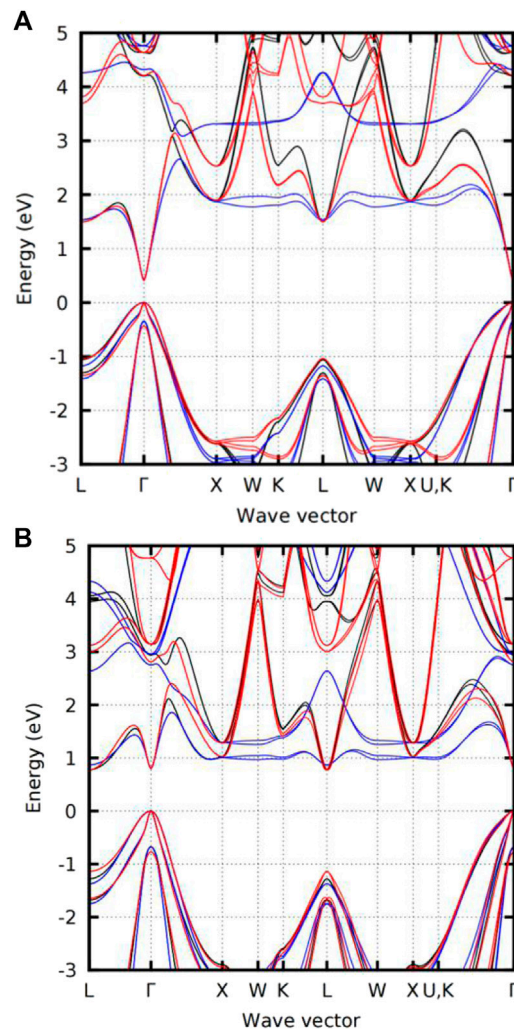 A
5
4
3
2
1
0
-1
-2
-3
Energy (eV)
L Γ X W K L W X U,K Γ
Wave vector
B
5
4
3
2
1
0
-1
-2
-3
Energy (eV)
L Γ X W K L W X U,K Γ
Wave vector